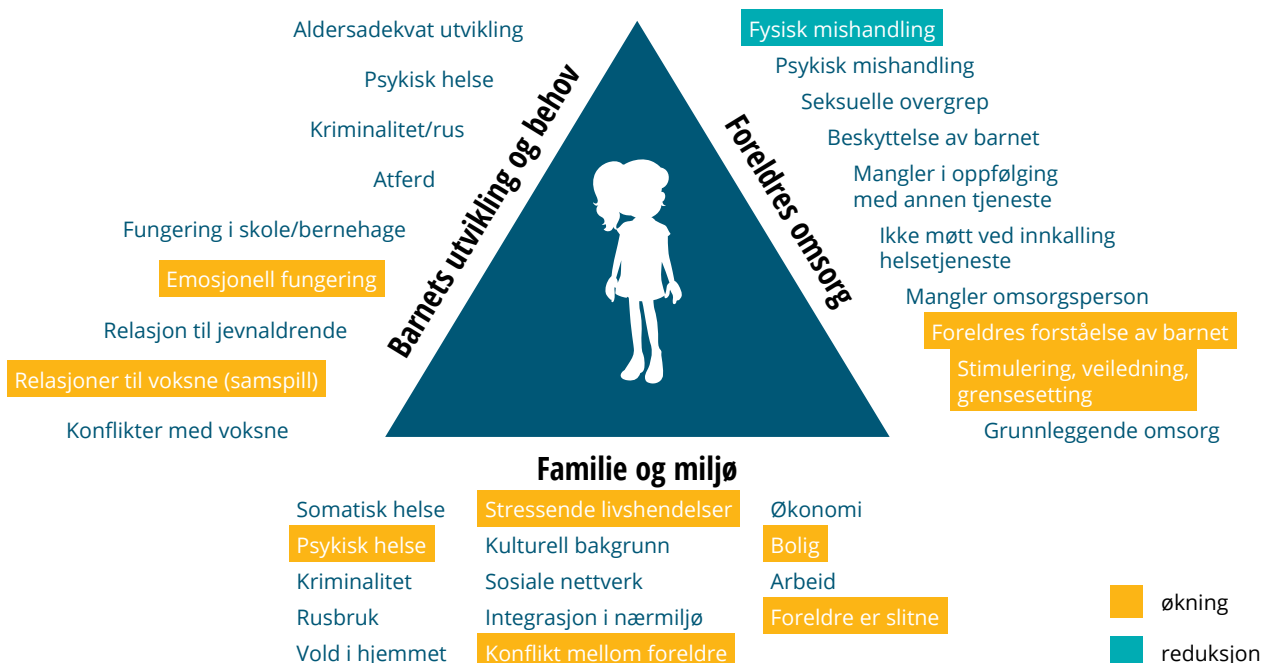 Aldersadekvat utvikling
Psykisk helse
Kriminalitet/rus
Atferd
Fungering i skole/bernehage
Emosjonell fungering
Relasjon til jevnaldrende
Relasjoner til voksne (samspill)
Konflikter med voksne
Barnets utvikling og behov
Foreldres omsorg
Fysisk mishandling
Psykisk mishandling
Seksuelle overgrep
Beskyttelse av barnet
Mangler i oppfølging
med annen tjeneste
Ikke møtt ved innkalling
helsetjeneste
Mangler omsorgsperson
Foreldres forståelse av barnet
Stimulering, veiledning,
grensesetting
Grunnleggende omsorg
Familie og miljø
Somatisk helse
Psykisk helse
Kriminalitet
Rusbruk
Vold i hjemmet
Stressende livshendelser
Kulturell bakgrunn
Sosiale nettverk
Integrasjon i nærmiljø
Konflikt mellom foreldre
Økonomi
Bolig
Arbeid
Foreldre er slitne
økning
reduksjon